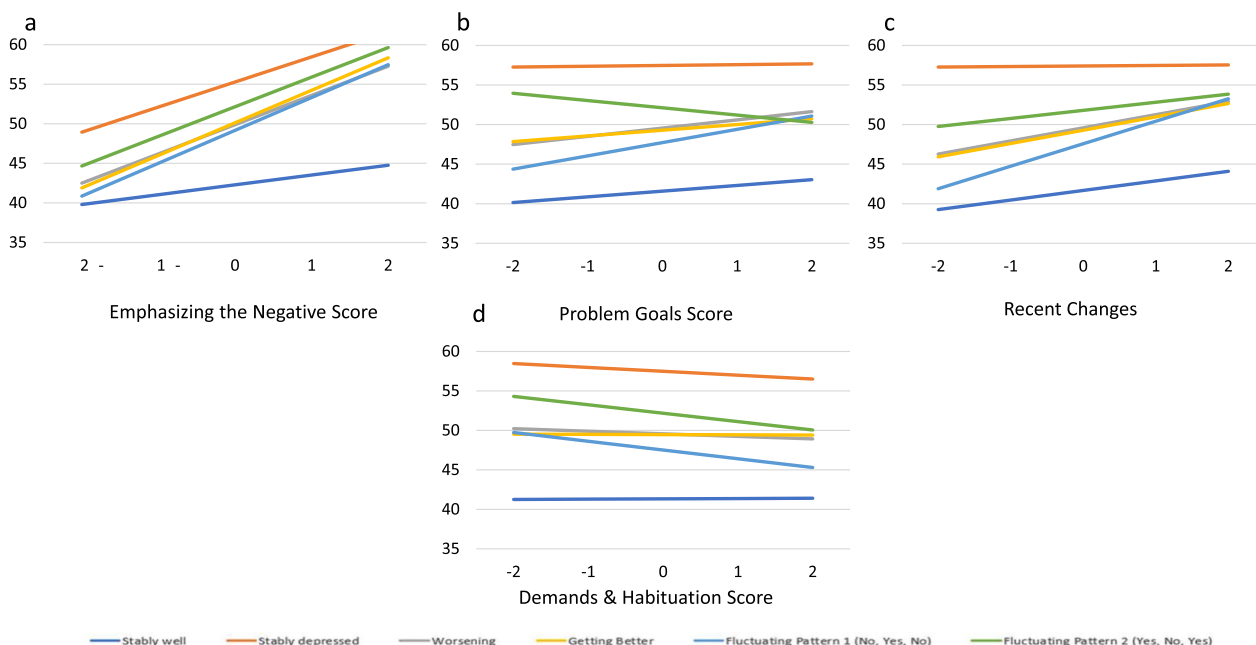 a
60
55
50
45
40
35
2 - 1 - 0 1 2
Emphasizing the Negative Score
b
60
55
50
45
40
35
-2 -1 0 1 2
Problem Goals Score
c
60
55
50
45
40
35
-2 -1 0 1 2
Recent Changes
d
60
55
50
45
40
35
-2 -1 0 1 2
Demands & Habituation Score
Stably well Stably depressed Worsening Getting Better Fluctuating Pattern 1 (No, Yes, No) Fluctuating Pattern 2 (Yes, No, Yes)